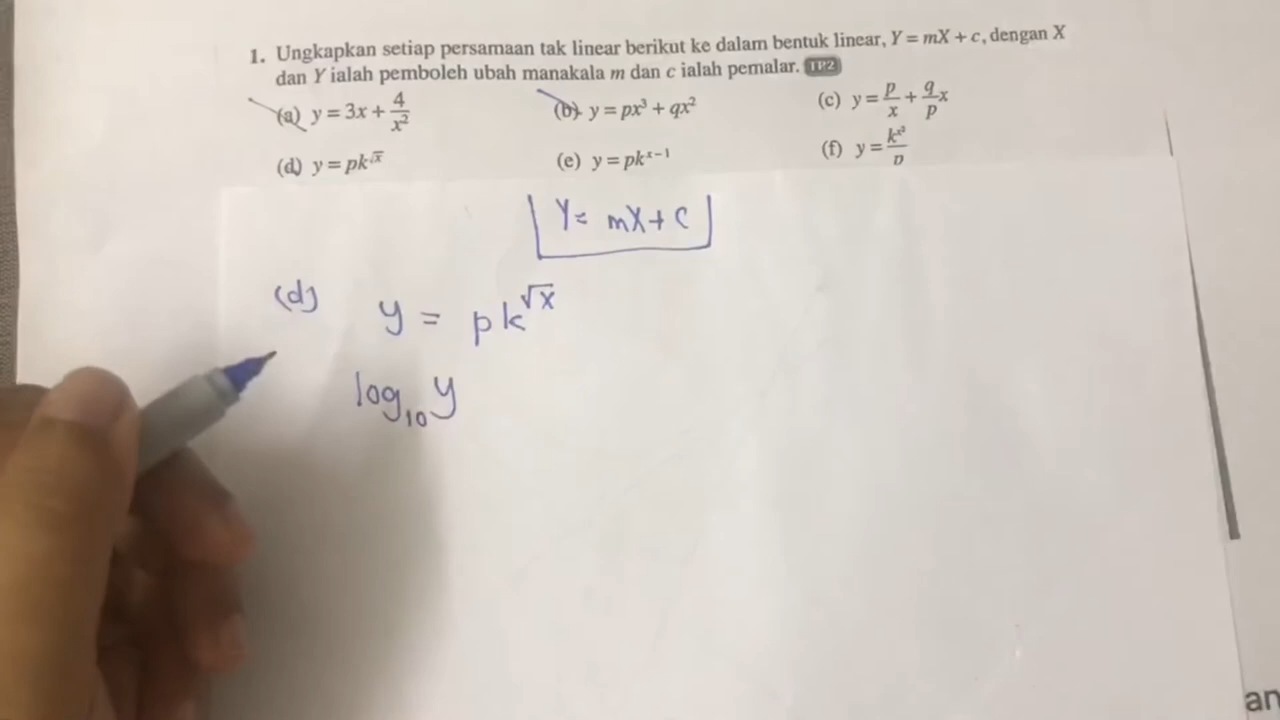 1. Ungkapkan setiap persamaan tak linear berikut ke dalam bentuk linear, Y = mX + c, dengan X
dan Y ialah pemboleh ubah manakala m dan c ialah pemalar. TP2
(a) y = 3x + 4/x² (b) y = px³ + qx² (c) y = p/x + q/p x
(d) y = pk^√x (e) y = pk^(x−1) (f) y = k^(x²)/p
Y = mX + C
(d) y = pk^√x
log₁₀ y
an